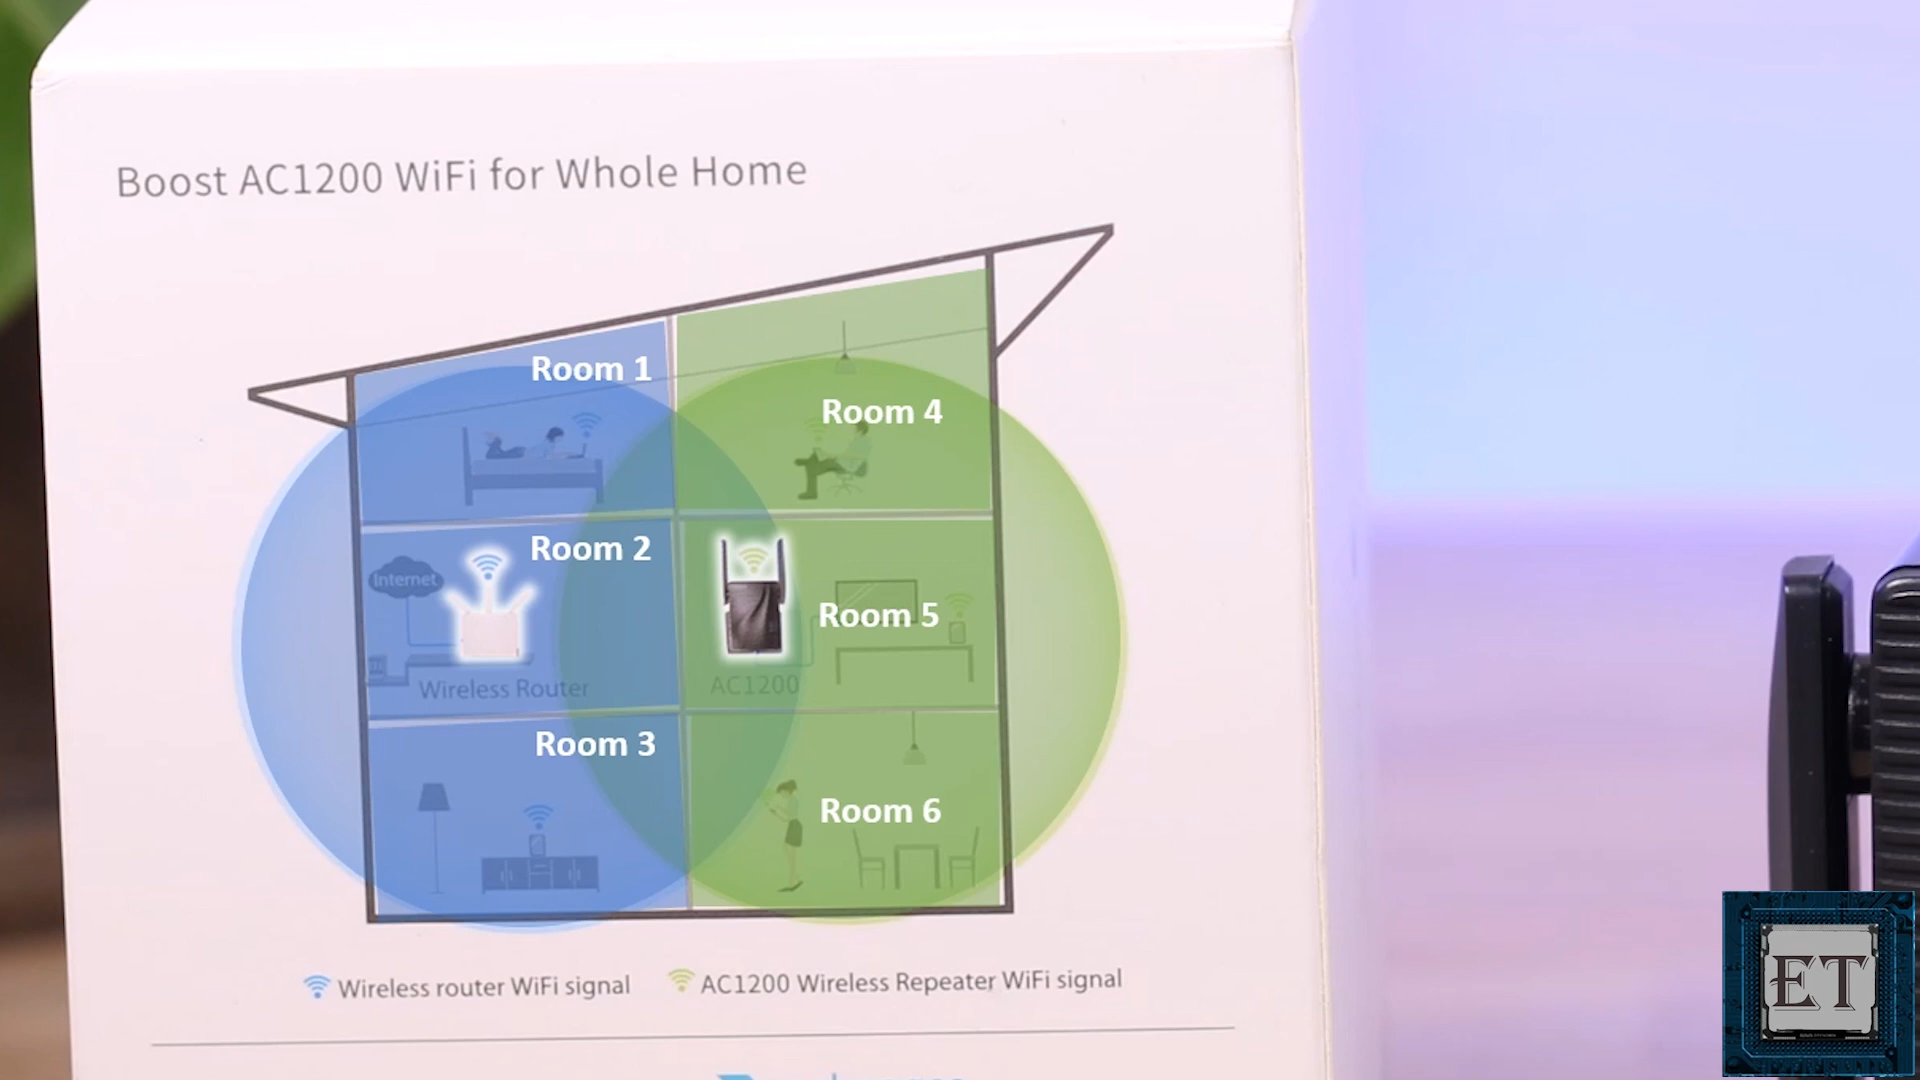 Boost AC1200 WiFi for Whole Home
Room 1
Room 4
Room 2
Internet
Room 5
Wireless Router
AC1200
Room 3
Room 6
Wireless router WiFi signal
AC1200 Wireless Repeater WiFi signal
ET